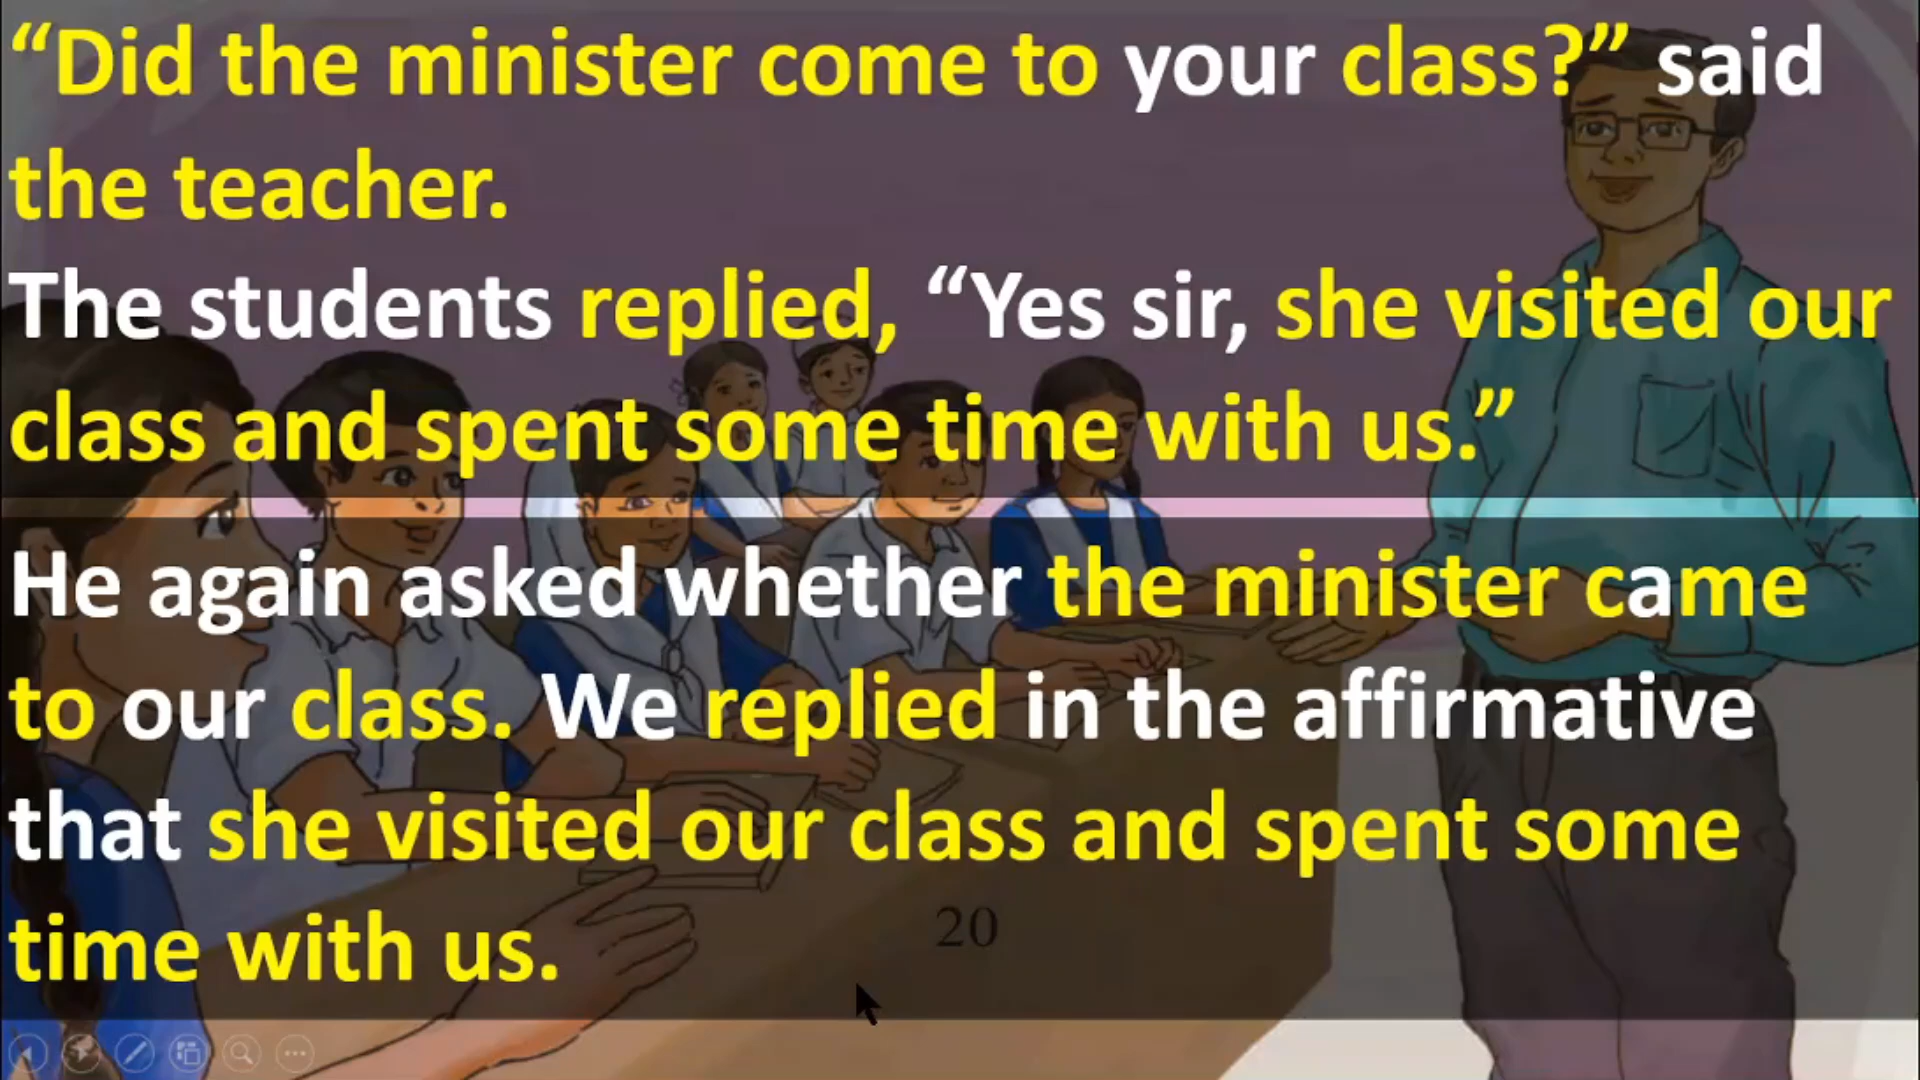 “Did the minister come to your class?” said
the teacher.
The students replied, “Yes sir, she visited our
class and spent some time with us.”
He again asked whether the minister came
to our class. We replied in the affirmative
that she visited our class and spent some
time with us.
20